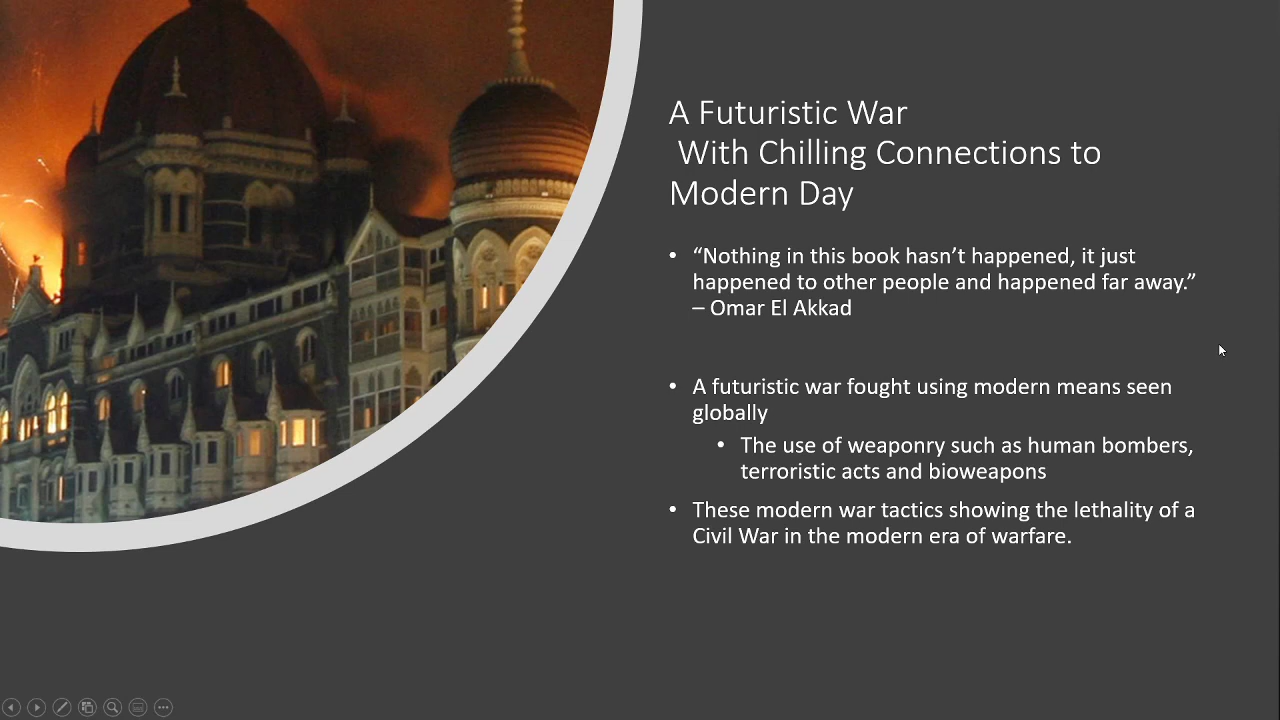 A Futuristic War
With Chilling Connections to
Modern Day
• “Nothing in this book hasn’t happened, it just
happened to other people and happened far away.”
– Omar El Akkad
• A futuristic war fought using modern means seen
globally
• The use of weaponry such as human bombers,
terroristic acts and bioweapons
• These modern war tactics showing the lethality of a
Civil War in the modern era of warfare.